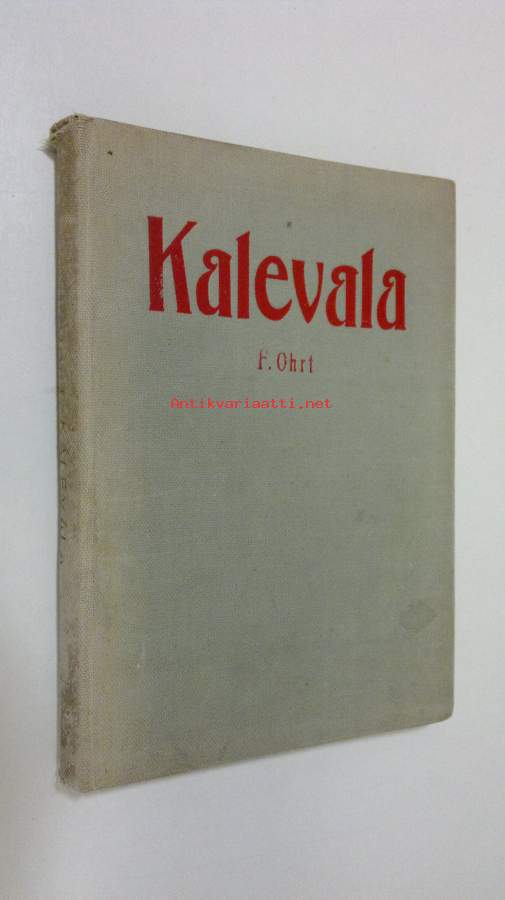 Kalevala
F. Ohrt
Antikvariaatti.net